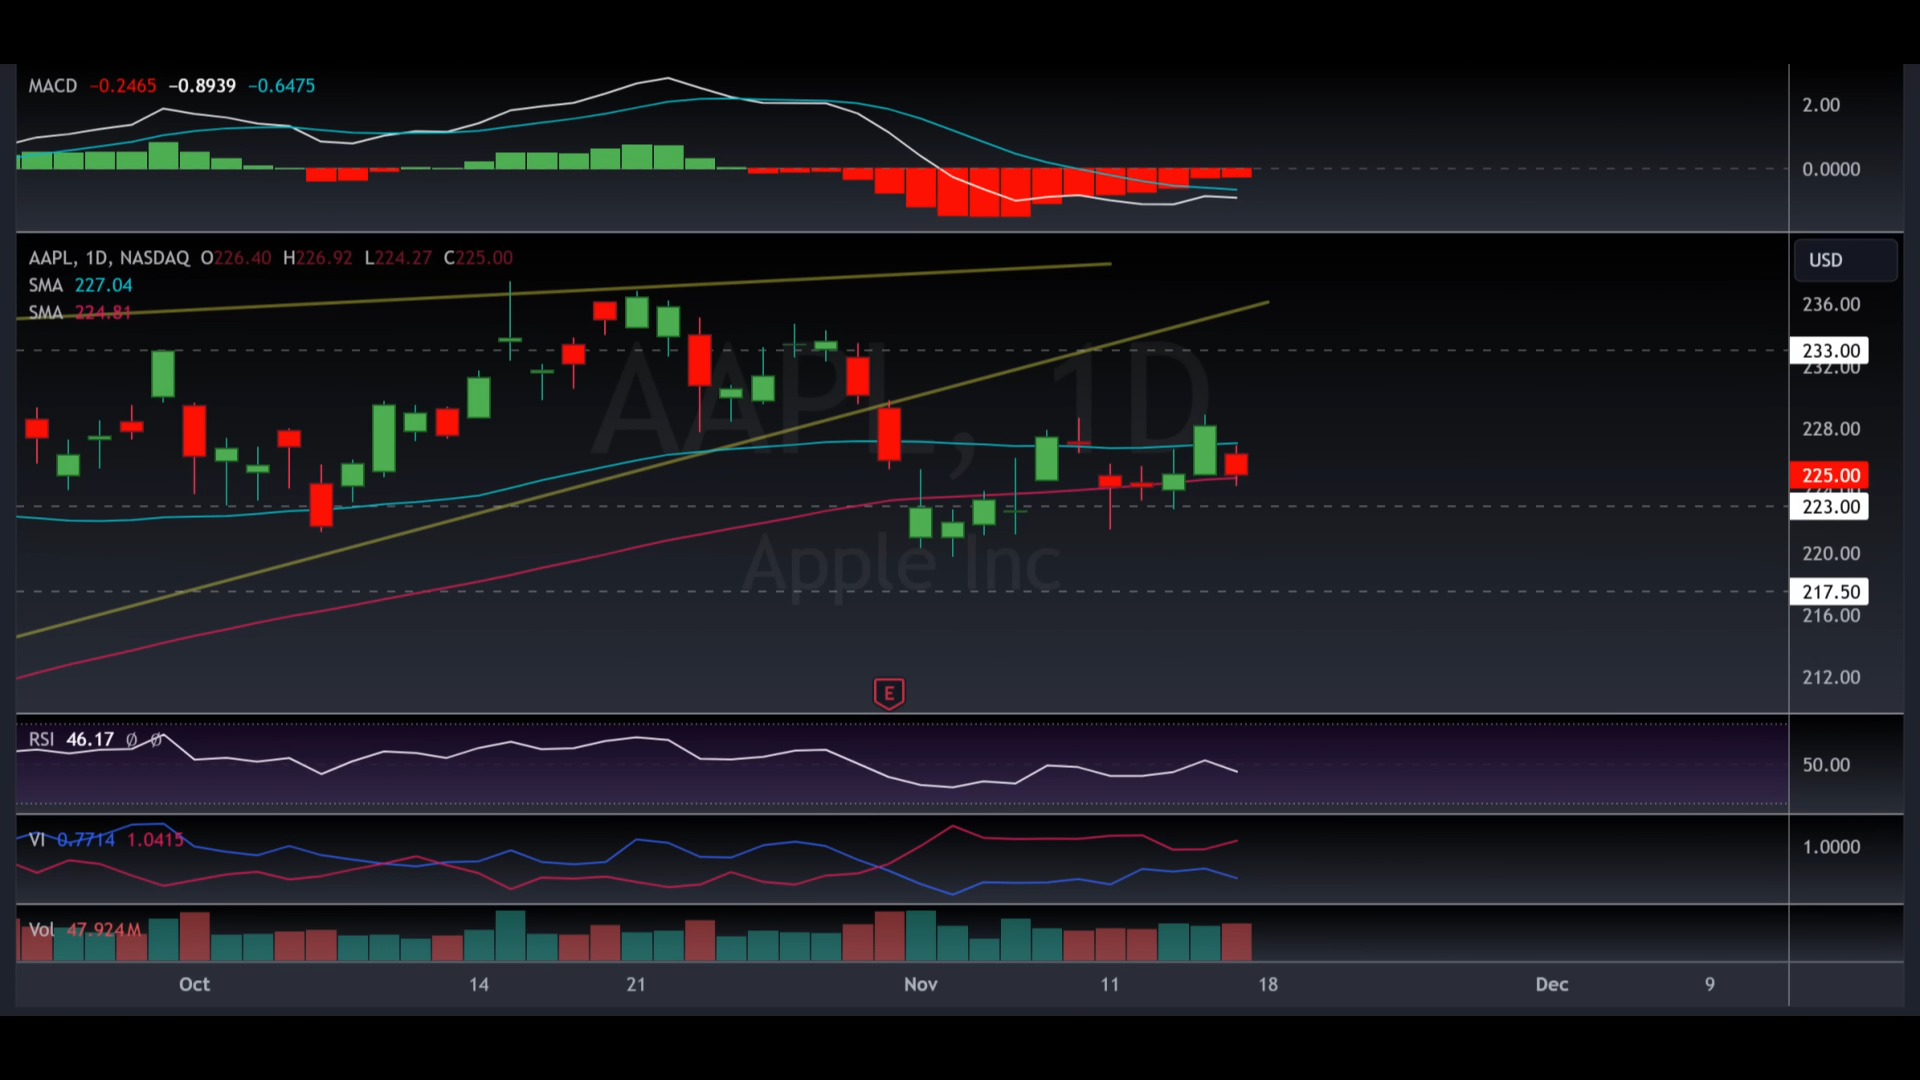 MACD −0.2465 −0.8939 −0.6475
2.00
0.0000
AAPL, 1D, NASDAQ O226.40 H226.92 L224.27 C225.00
USD
SMA 227.04
SMA 224.81
236.00
233.00
232.00
228.00
225.00
223.00
220.00
217.50
216.00
212.00
AAPL, 1D
Apple Inc
E
RSI 46.17 Ø Ø
50.00
VI 0.7714 1.0415
1.0000
Vol 47.924M
Oct 14 21 Nov 11 18 Dec 9